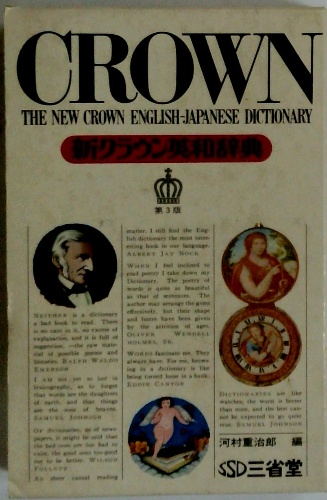 CROWN
THE NEW CROWN ENGLISH-JAPANESE DICTIONARY
新クラウン英和辞典
第3版
NEITHER is a dictionary
a bad book to read. There
is no cant in it, no excess of
explanation, and it is full of
suggestion,—the raw mate-
rial of possible poems and
histories. RALPH WALDO
EMERSON
I am not yet so lost in
lexicography, as to forget
that words are the daughters
of earth, and that things
are the sons of heaven.
SAMUEL JOHNSON
matter. I still find the Eng-
lish dictionary the most inter-
esting book in our language.
ALBERT JAY NOCK
WHEN I feel inclined to
read poetry I take down my
Dictionary. The poetry of
words is quite as beautiful
as that of sentences. The
author may arrange the gems
effectively, but their shape
and lustre have been given
by the attrition of ages.
OLIVER WENDELL
HOLMES, SR.
WORDS fascinate me. They
always have. For me, brows-
ing in a dictionary is like
being turned loose in a bank.
EDDIE CANTOR
DICTIONARIES are like
watches, the worst is better
than none, and the best can-
not be expected to go quite
true. SAMUEL JOHNSON
河村重治郎 編
SSD三省堂